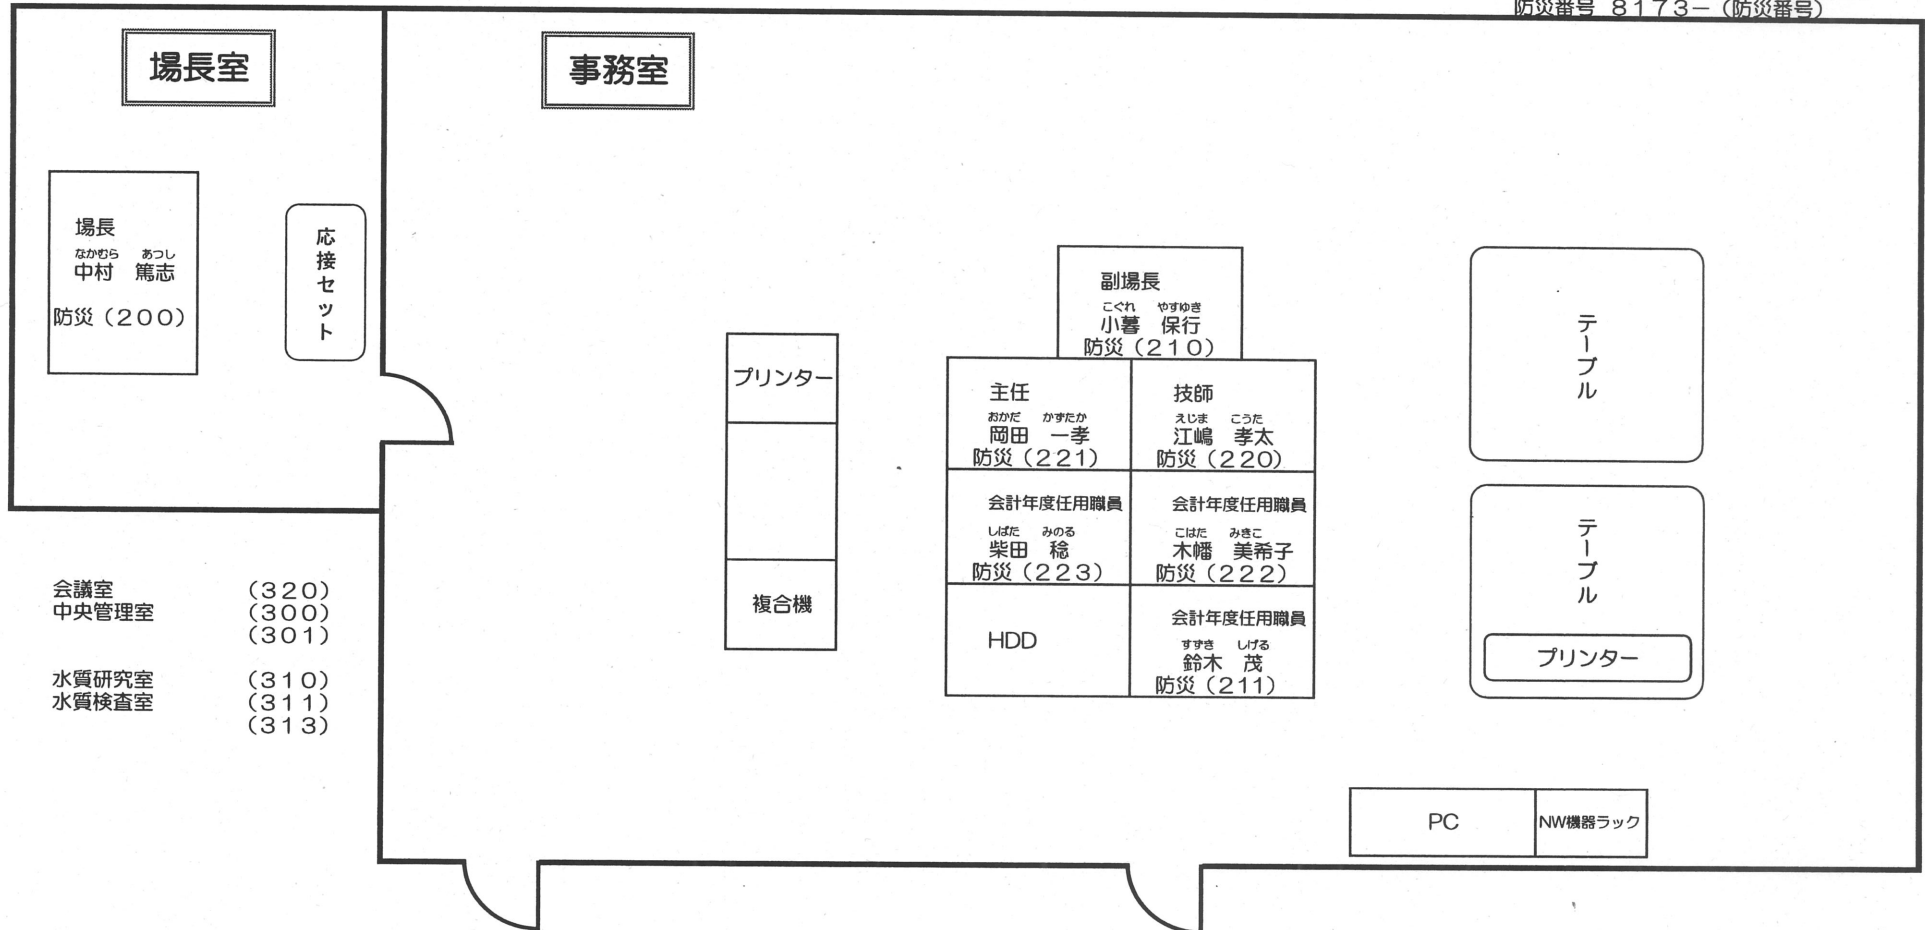 防災番号 8173－（防災番号）
場長室
事務室
場長
なかむら あつし
中村 篤志
防災（200）
応接セット
副場長
こぐれ やすゆき
小暮 保行
防災（210）
テーブル
プリンター
主任
おかだ かずたか
岡田 一孝
防災（221）
技師
えじま こうた
江嶋 孝太
防災（220）
会計年度任用職員
しばた みのる
柴田 稔
防災（223）
会計年度任用職員
こはた みきこ
木幡 美希子
防災（222）
テーブル
プリンター
複合機
HDD
会計年度任用職員
すずき しげる
鈴木 茂
防災（211）
会議室 （320）
中央管理室 （300）
（301）
水質研究室 （310）
水質検査室 （311）
（313）
PC
NW機器ラック